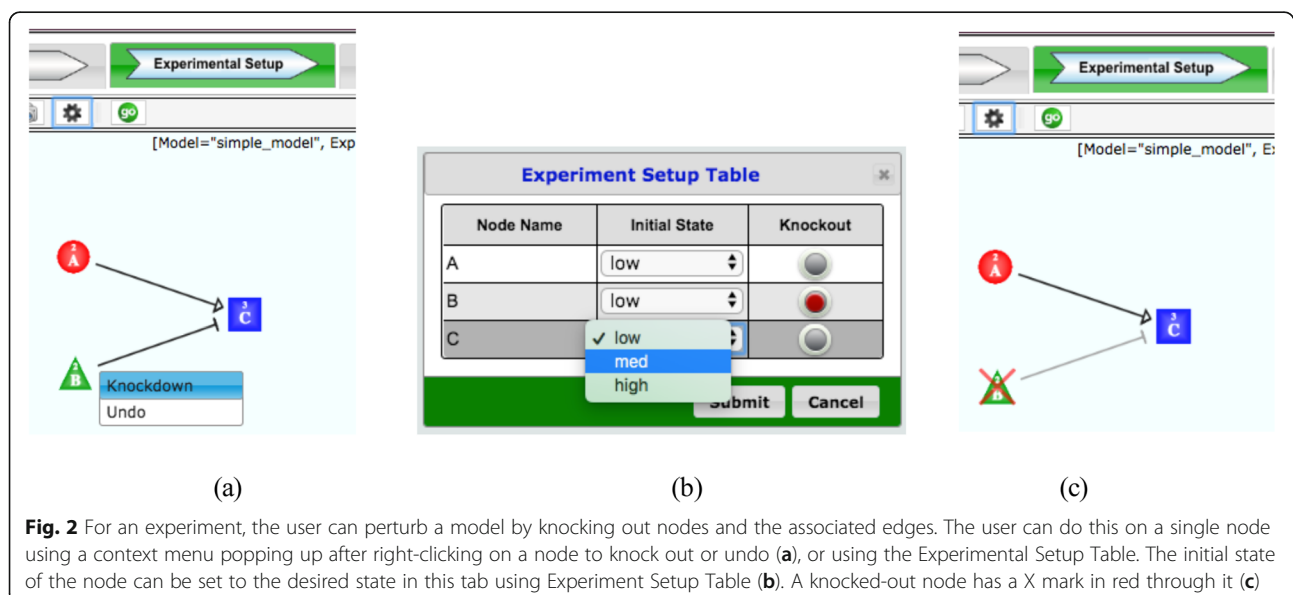 Experimental Setup
go
[Model="simple_model", Exp
2
A
3
C
2
B
Knockdown
Undo
(a)
Experiment Setup Table
Node Name Initial State Knockout
A low
B low
C ✓ low
med
high
Submit Cancel
(b)
Experimental Setup
go
[Model="simple_model", E
2
A
3
C
B
(c)
Fig. 2 For an experiment, the user can perturb a model by knocking out nodes and the associated edges. The user can do this on a single node
using a context menu popping up after right-clicking on a node to knock out or undo (a), or using the Experimental Setup Table. The initial state
of the node can be set to the desired state in this tab using Experiment Setup Table (b). A knocked-out node has a X mark in red through it (c)